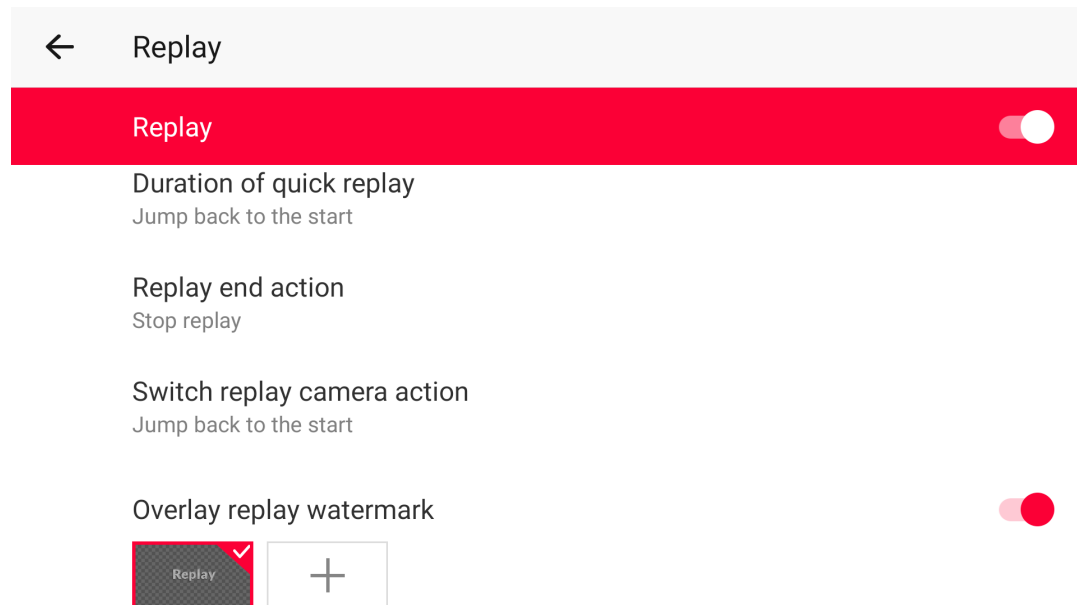 Replay
Replay
Duration of quick replay
Jump back to the start
Replay end action
Stop replay
Switch replay camera action
Jump back to the start
Overlay replay watermark
Replay